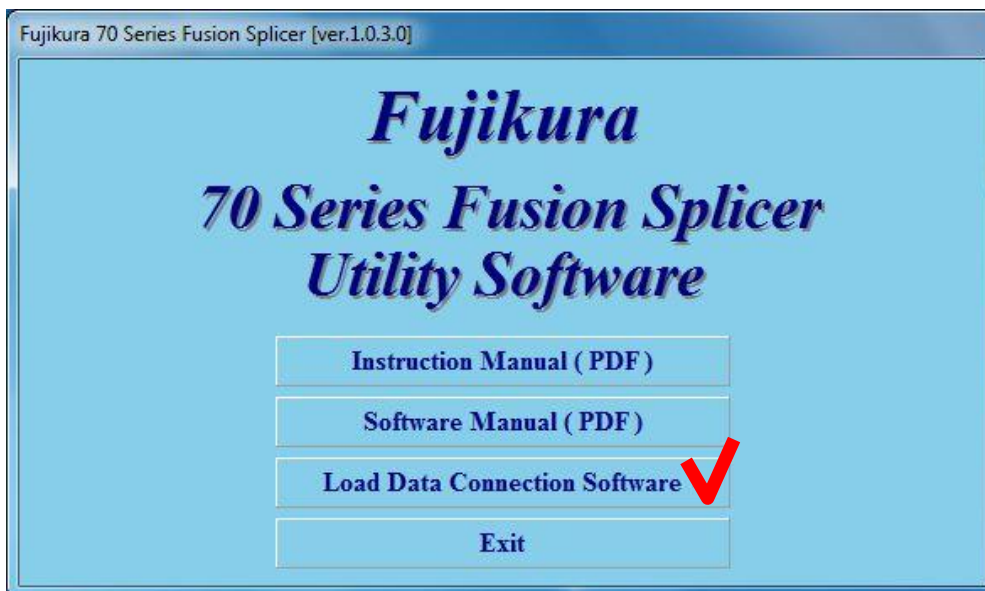 Fujikura 70 Series Fusion Splicer [ver.1.0.3.0]
Fujikura
70 Series Fusion Splicer
Utility Software
Instruction Manual ( PDF )
Software Manual ( PDF )
Load Data Connection Software
Exit